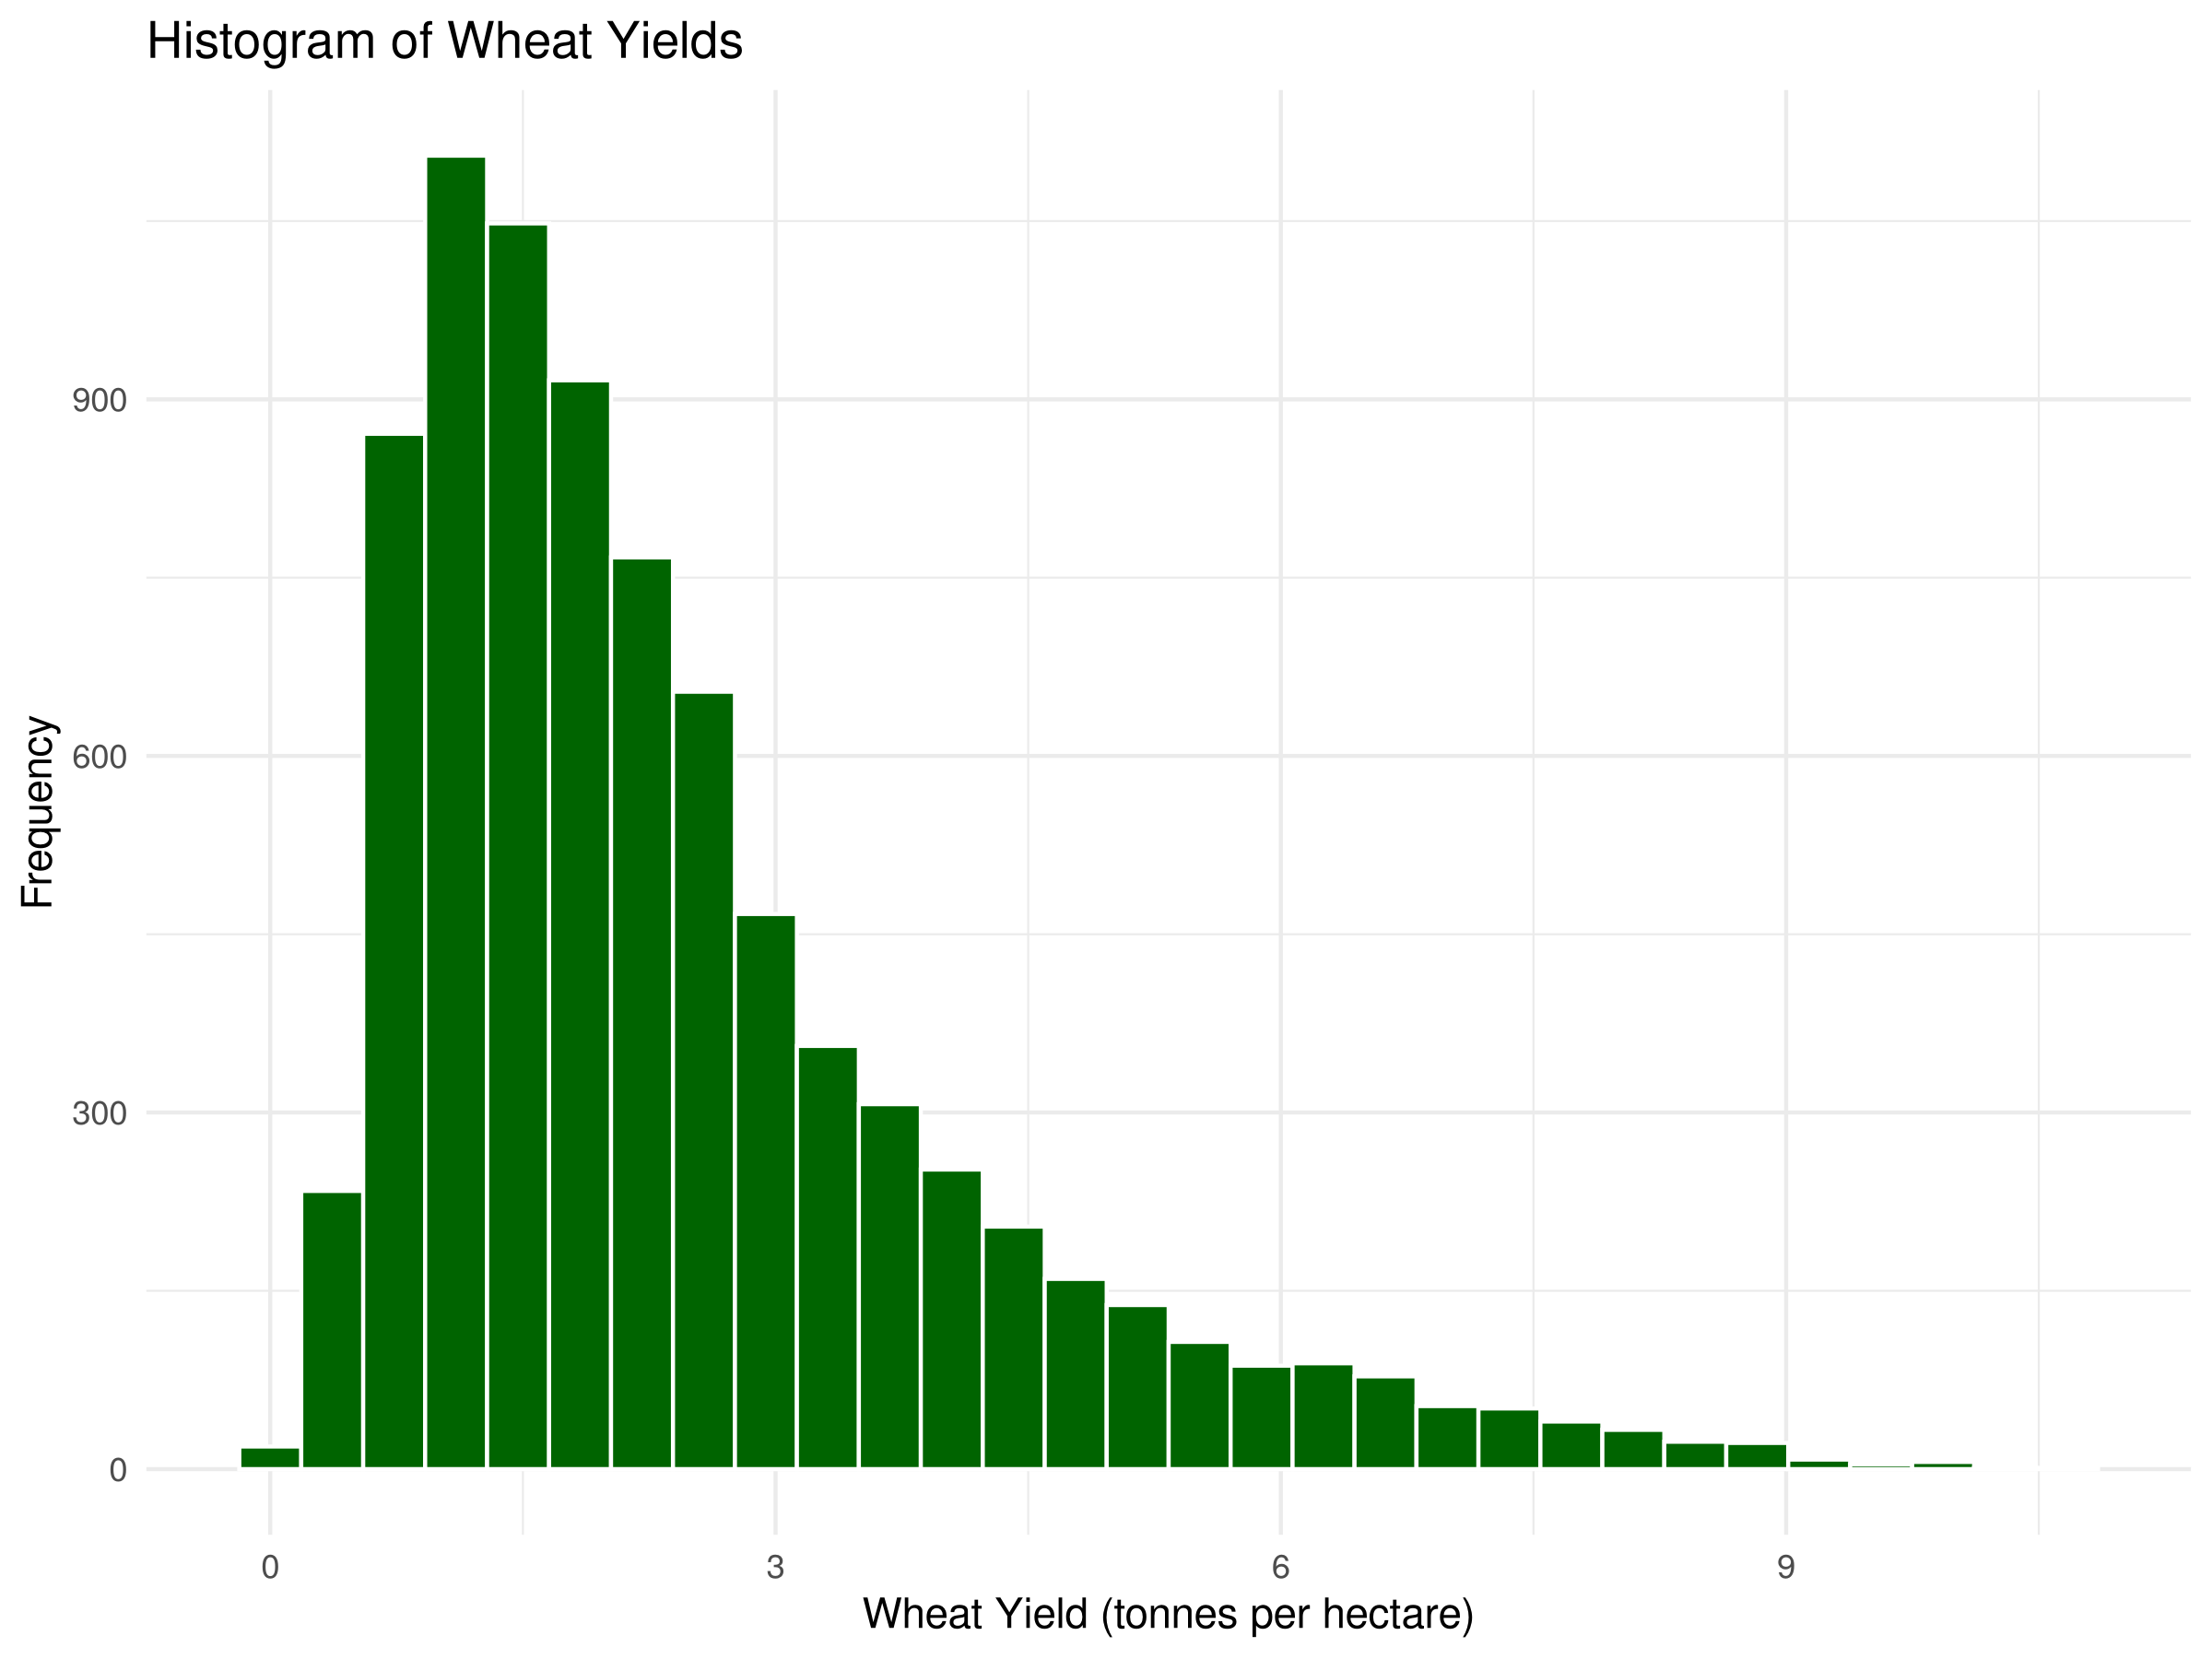 Histogram of Wheat Yields
Frequency
900
600
300
0
0 3 6 9
Wheat Yield (tonnes per hectare)